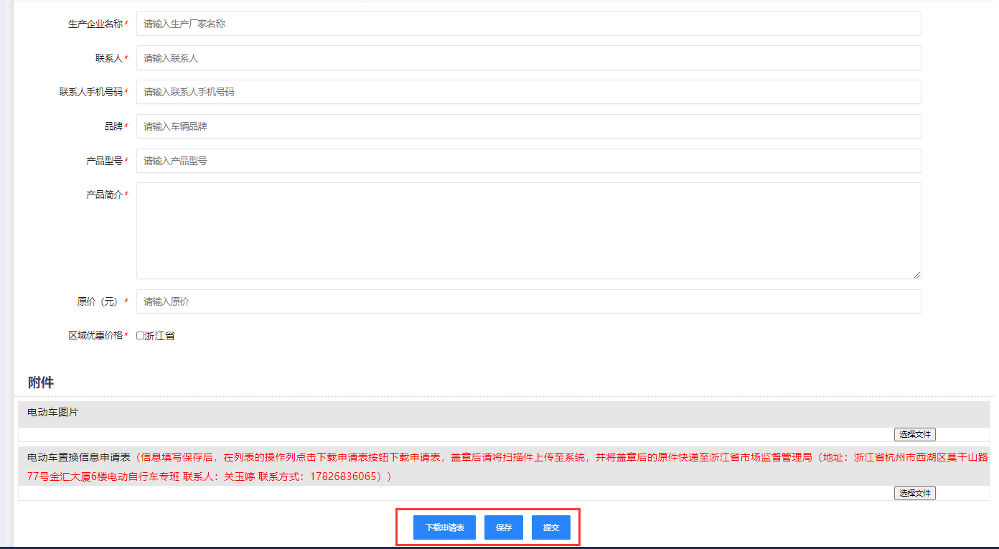 生产企业名称* 请输入生产厂家名称
联系人* 请输入联系人
联系人手机号码* 请输入联系人手机号码
品牌* 请输入车辆品牌
产品型号* 请输入产品型号
产品简介*
原价（元）* 请输入原价
区域优惠价格* 浙江省
附件
电动车图片
选择文件
电动车置换信息申请表（信息填写保存后，在列表的操作列点击下载申请表按钮下载申请表，盖章后请将扫描件上传至系统，并将盖章后的原件快递至浙江省市场监督管理局（地址：浙江省杭州市西湖区莫干山路
77号金汇大厦6楼电动自行车专班 联系人：关玉婷 联系方式：17826836065））
选择文件
下载申请表 保存 提交